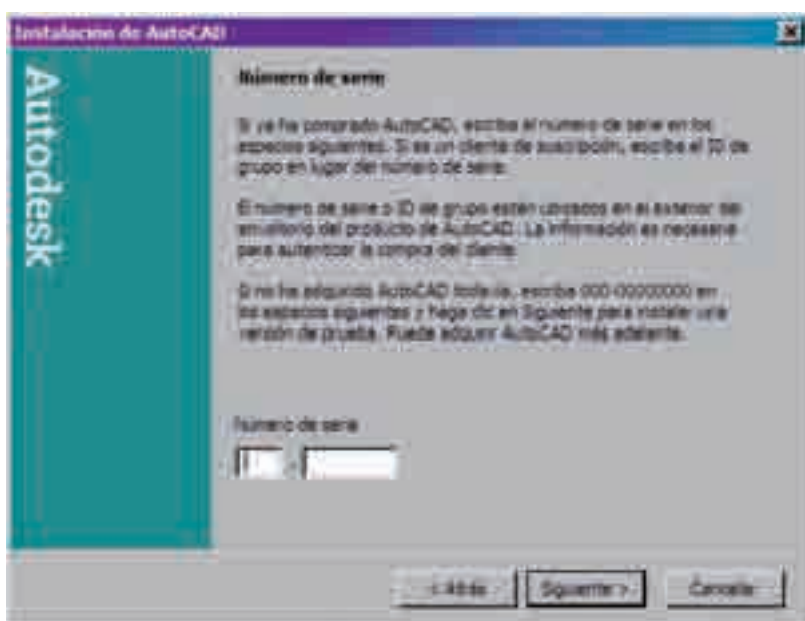 Instalación de AutoCAD
Autodesk
Número de serie
Si ya ha comprado AutoCAD, escriba el número de serie en los
espacios siguientes. Si es un cliente de suscripción, escriba el ID de
grupo en lugar del número de serie.
El número de serie o ID de grupo están ubicados en el exterior del
envoltorio del producto de AutoCAD. La información es necesaria
para autenticar la compra del cliente.
Si no ha adquirido AutoCAD todavía, escriba 000-00000000 en
los espacios siguientes y haga clic en Siguiente para instalar una
versión de prueba. Puede adquirir AutoCAD más adelante.
Número de serie
-
< Atrás
Siguiente >
Cancelar